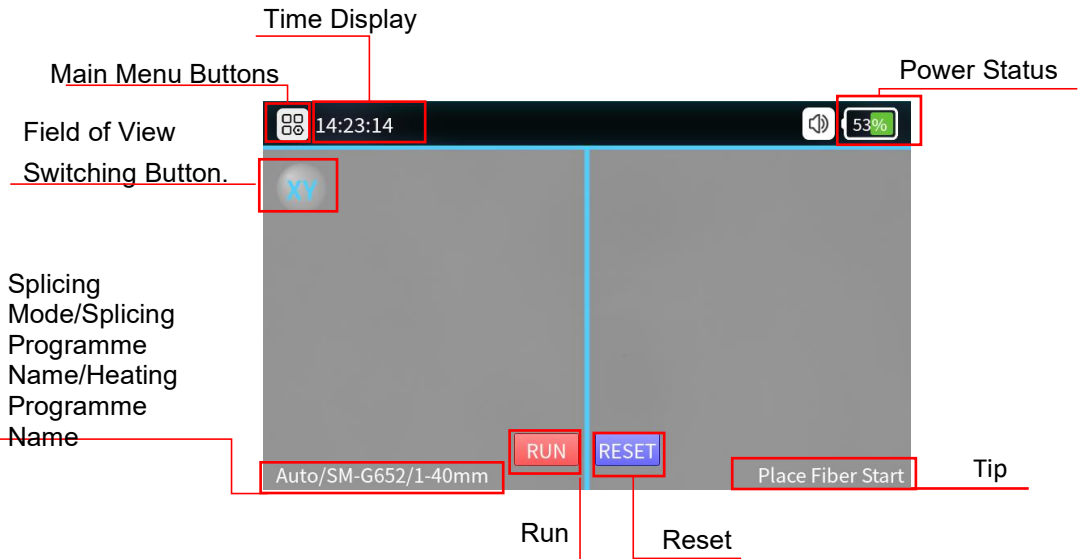 Time Display
Main Menu Buttons
Power Status
14:23:14
53%
Field of View
Switching Button.
XY
Splicing
Mode/Splicing
Programme
Name/Heating
Programme
Name
RUN
RESET
Auto/SM-G652/1-40mm
Place Fiber Start
Tip
Run
Reset